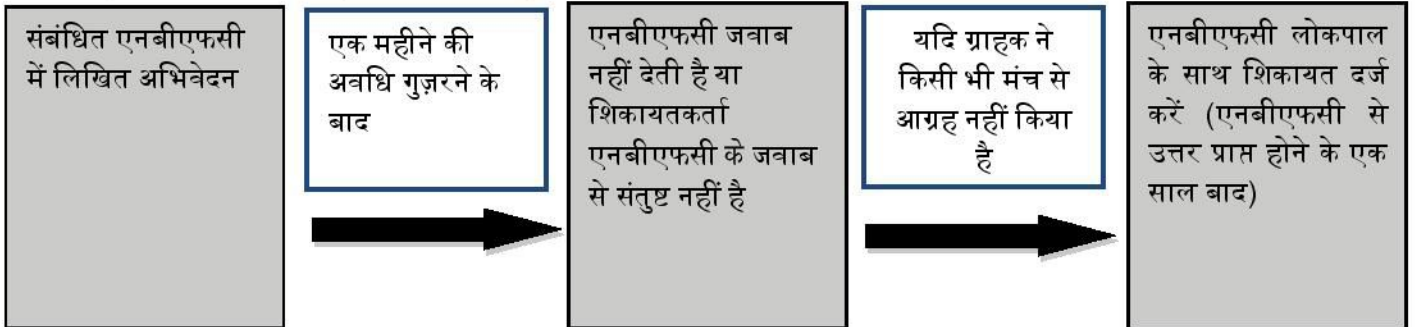 संबंधित एनबीएफसी
में लिखित अभिवेदन
एक महीने की
अवधि गुज़रने के
बाद
एनबीएफसी जवाब
नहीं देती है या
शिकायतकर्ता
एनबीएफसी के जवाब
से संतुष्ट नहीं है
यदि ग्राहक ने
किसी भी मंच से
आग्रह नहीं किया
है
एनबीएफसी लोकपाल
के साथ शिकायत दर्ज
करें (एनबीएफसी से
उत्तर प्राप्त होने के एक
साल बाद)